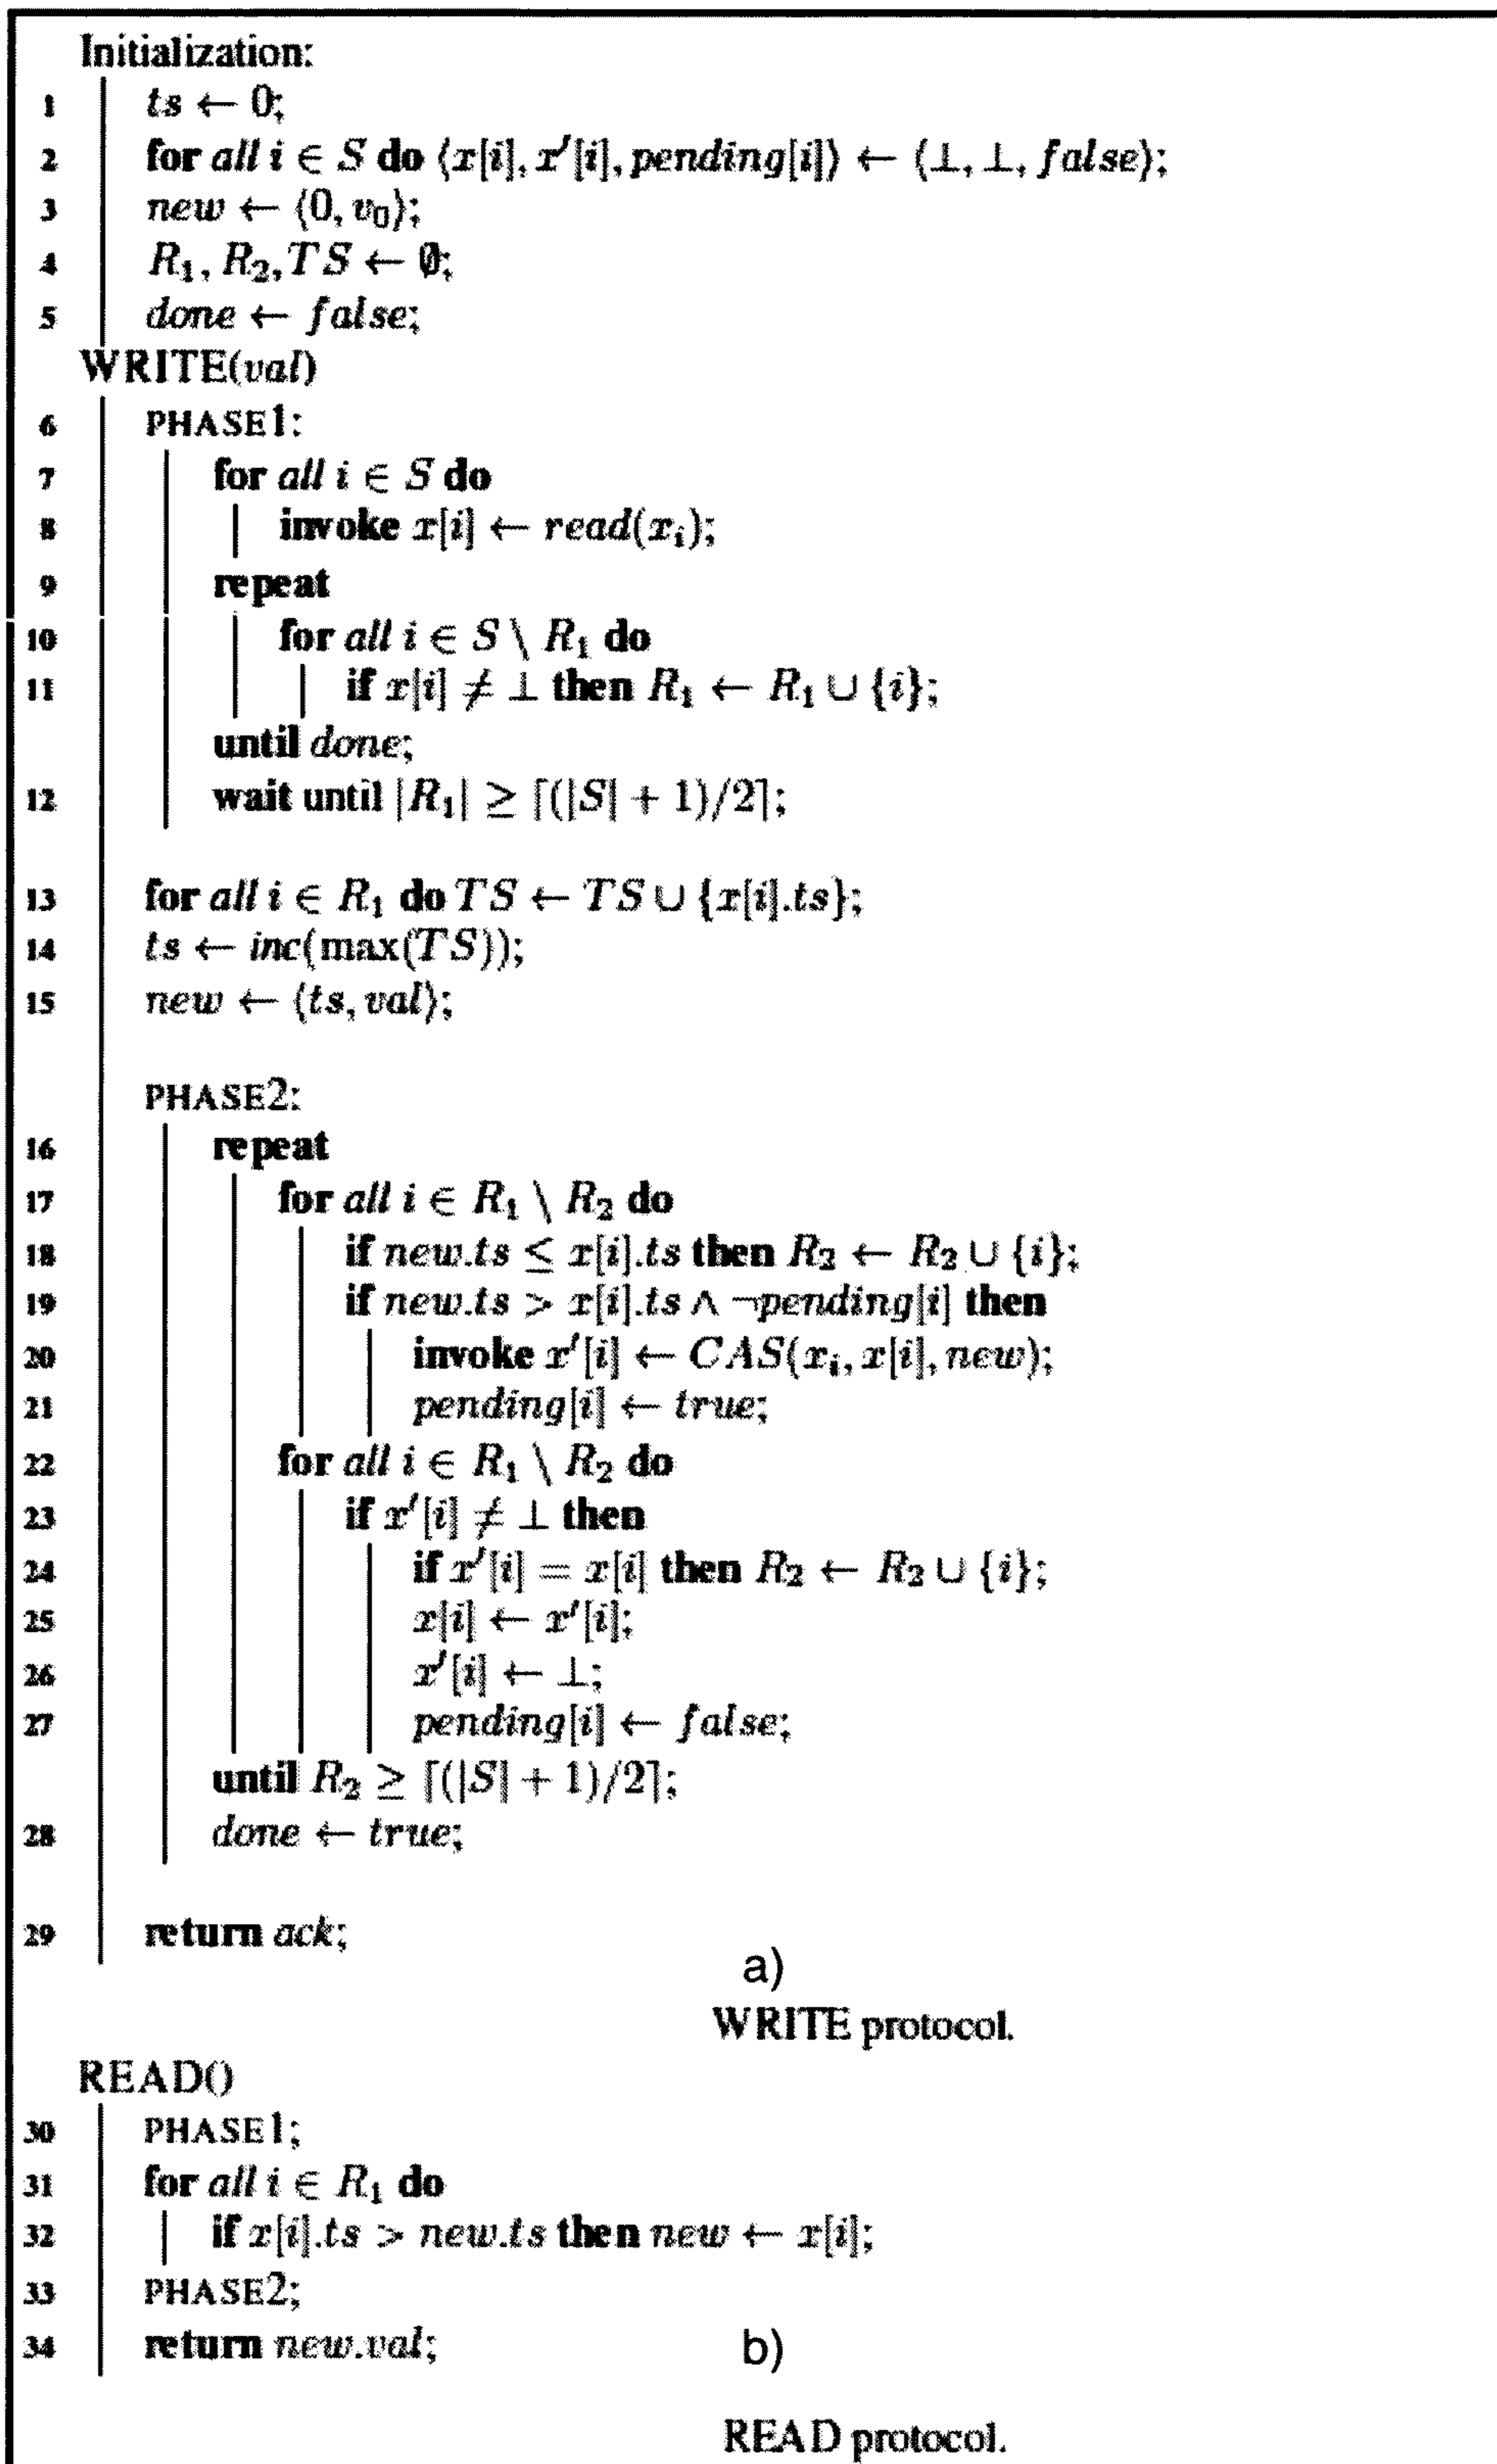 Initialization:
1 ts ← 0;
2 for all i ∈ S do ⟨x[i], x′[i], pending[i]⟩ ← ⟨⊥, ⊥, false⟩;
3 new ← ⟨0, v₀⟩;
4 R₁, R₂, TS ← ∅;
5 done ← false;
WRITE(val)
6 PHASE1:
7 for all i ∈ S do
8 invoke x[i] ← read(xᵢ);
9 repeat
10 for all i ∈ S \ R₁ do
11 if x[i] ≠ ⊥ then R₁ ← R₁ ∪ {i};
until done;
12 wait until |R₁| ≥ ⌈(|S| + 1)/2⌉;
13 for all i ∈ R₁ do TS ← TS ∪ {x[i].ts};
14 ts ← inc(max(TS));
15 new ← ⟨ts, val⟩;
PHASE2:
16 repeat
17 for all i ∈ R₁ \ R₂ do
18 if new.ts ≤ x[i].ts then R₂ ← R₂ ∪ {i};
19 if new.ts > x[i].ts ∧ ¬pending[i] then
20 invoke x′[i] ← CAS(xᵢ, x[i], new);
21 pending[i] ← true;
22 for all i ∈ R₁ \ R₂ do
23 if x′[i] ≠ ⊥ then
24 if x′[i] = x[i] then R₂ ← R₂ ∪ {i};
25 x[i] ← x′[i];
26 x′[i] ← ⊥;
27 pending[i] ← false;
until R₂ ≥ ⌈(|S| + 1)/2⌉;
28 done ← true;
29 return ack;
a)
WRITE protocol.
READ()
30 PHASE1;
31 for all i ∈ R₁ do
32 if x[i].ts > new.ts then new ← x[i];
33 PHASE2;
34 return new.val;
b)
READ protocol.